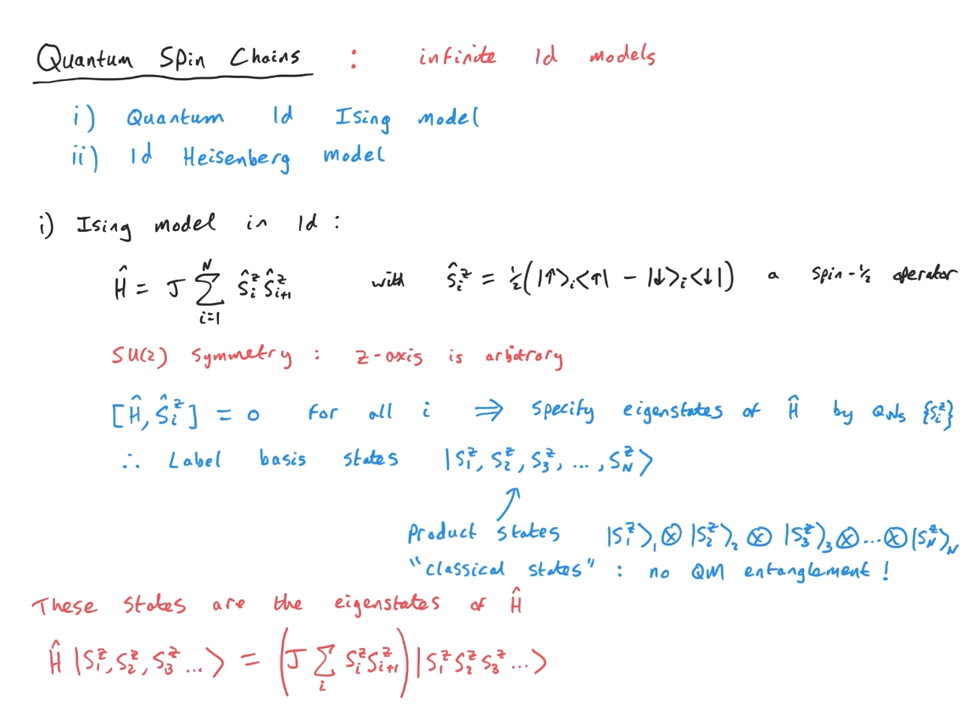 Quantum Spin Chains : infinite 1d models
i) Quantum 1d Ising model
ii) 1d Heisenberg model
i) Ising model in 1d :
Ĥ = J ∑_{i=1}^{N} Ŝ_i^z Ŝ_{i+1}^z with Ŝ_i^z = ½(|↑⟩_i⟨↑| − |↓⟩_i⟨↓|) a spin-½ operator
SU(2) symmetry : z-axis is arbitrary
[Ĥ, Ŝ_i^z] = 0 for all i ⇒ specify eigenstates of Ĥ by QNs {S_i^z}
∴ Label basis states |S_1^z, S_2^z, S_3^z, ..., S_N^z⟩
Product states |S_1^z⟩_1 ⊗ |S_2^z⟩_2 ⊗ |S_3^z⟩_3 ⊗ ... ⊗ |S_N^z⟩_N
"classical states" : no QM entanglement !
These states are the eigenstates of Ĥ
Ĥ |S_1^z, S_2^z, S_3^z ... ⟩ = (J ∑_i S_i^z S_{i+1}^z) |S_1^z S_2^z S_3^z ... ⟩